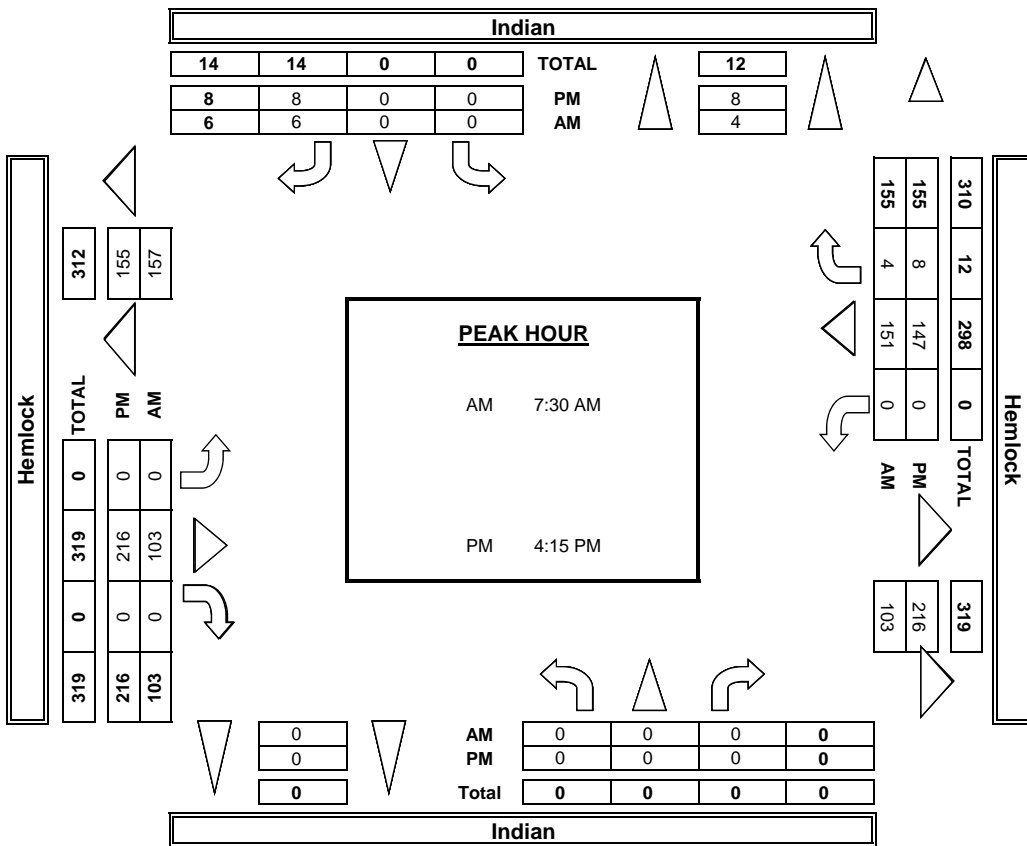 Indian
14 14 0 0 TOTAL 12
8 8 0 0 PM 8
6 6 0 0 AM 4
Hemlock
312 155 157
TOTAL PM AM
0 0 0
319 216 103
0 0 0
319 216 103
PEAK HOUR
AM 7:30 AM
PM 4:15 PM
155 155 310
4 8 12
151 147 298
0 0 0
AM PM TOTAL
103 216 319
Hemlock
0 AM 0 0 0 0
0 PM 0 0 0 0
0 Total 0 0 0 0
Indian